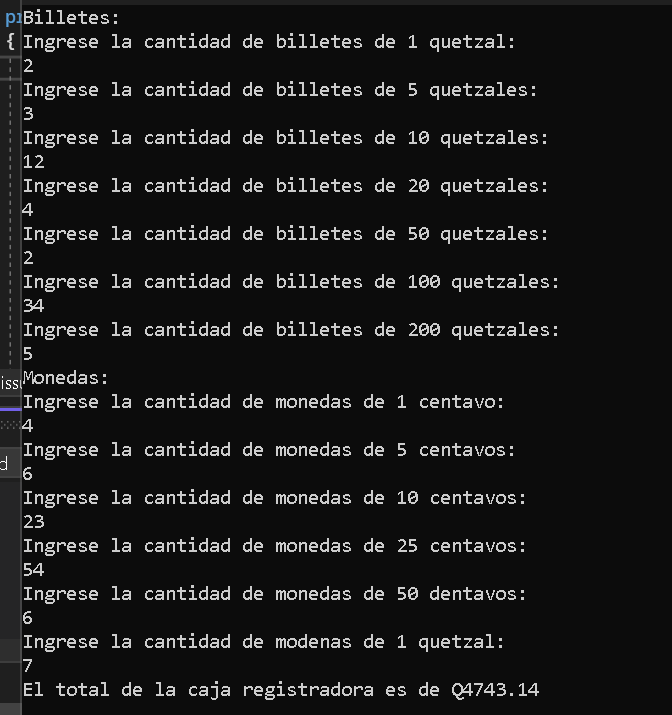 Billetes:
Ingrese la cantidad de billetes de 1 quetzal:
2
Ingrese la cantidad de billetes de 5 quetzales:
3
Ingrese la cantidad de billetes de 10 quetzales:
12
Ingrese la cantidad de billetes de 20 quetzales:
4
Ingrese la cantidad de billetes de 50 quetzales:
2
Ingrese la cantidad de billetes de 100 quetzales:
34
Ingrese la cantidad de billetes de 200 quetzales:
5
Monedas:
Ingrese la cantidad de monedas de 1 centavo:
4
Ingrese la cantidad de monedas de 5 centavos:
6
Ingrese la cantidad de monedas de 10 centavos:
23
Ingrese la cantidad de monedas de 25 centavos:
54
Ingrese la cantidad de monedas de 50 dentavos:
6
Ingrese la cantidad de modenas de 1 quetzal:
7
El total de la caja registradora es de Q4743.14